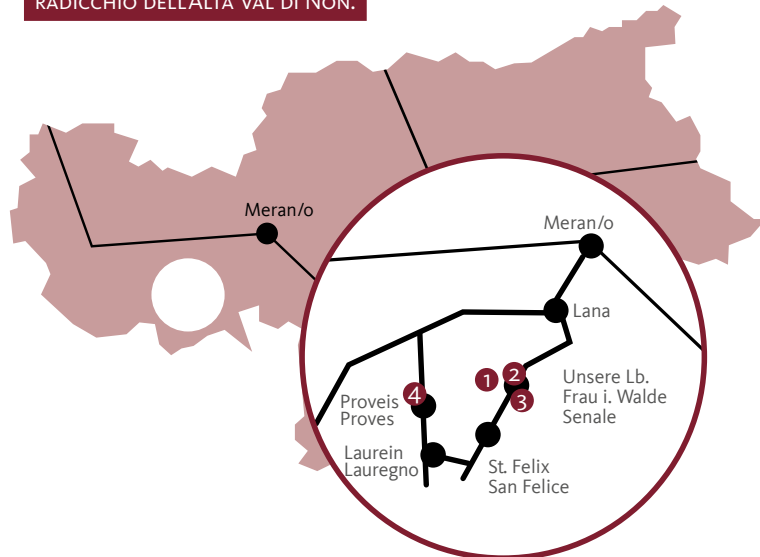 RADICCHIO DELL'ALTA VAL DI NON.
Meran/o
Meran/o
Lana
1
2
3
Unsere Lb.
Frau i. Walde
Senale
4
Proveis
Proves
Laurein
Lauregno
St. Felix
San Felice